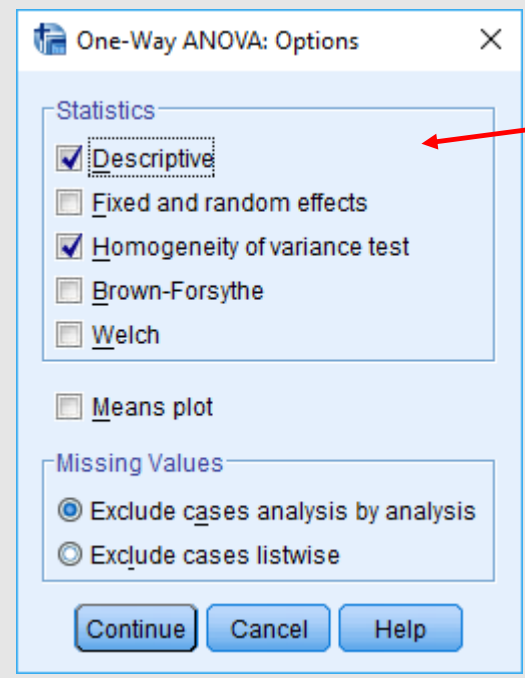 One-Way ANOVA: Options
Statistics
Descriptive
Fixed and random effects
Homogeneity of variance test
Brown-Forsythe
Welch
Means plot
Missing Values
Exclude cases analysis by analysis
Exclude cases listwise
Continue Cancel Help